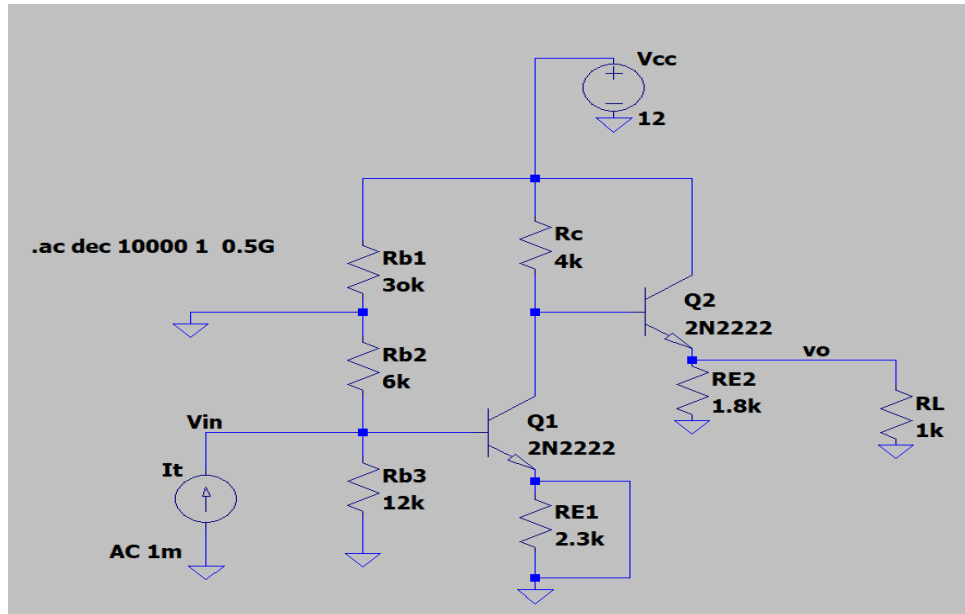 Vcc
12
.ac dec 10000 1 0.5G
Rb1
3ok
Rc
4k
Q2
2N2222
Rb2
6k
vo
RE2
1.8k
RL
1k
Vin
Q1
2N2222
It
Rb3
12k
RE1
2.3k
AC 1m